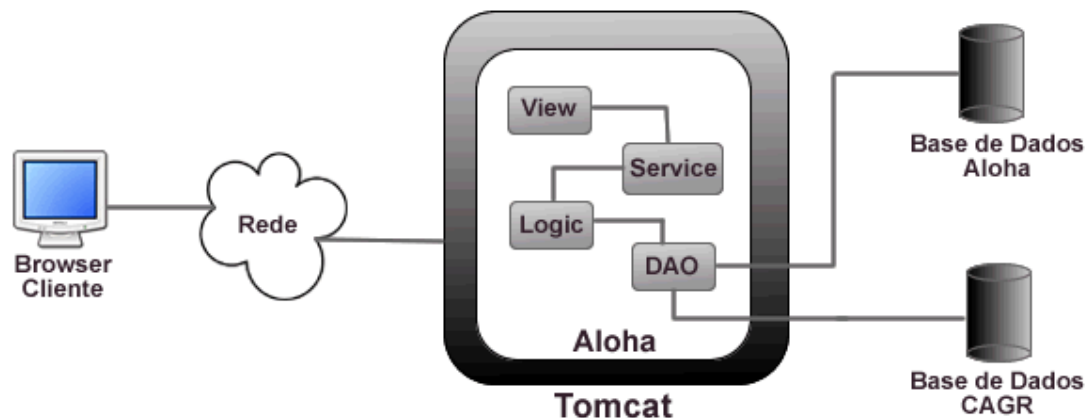 Browser
Cliente
Rede
View
Service
Logic
DAO
Aloha
Tomcat
Base de Dados
Aloha
Base de Dados
CAGR